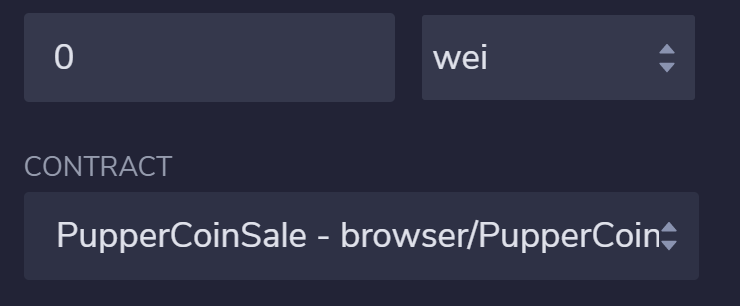 0 wei
CONTRACT
PupperCoinSale - browser/PupperCoin